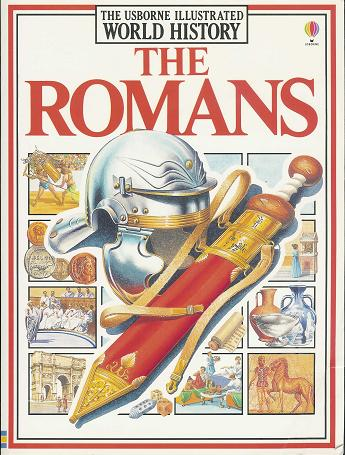 THE USBORNE ILLUSTRATED
WORLD HISTORY
USBORNE
THE
ROMANS